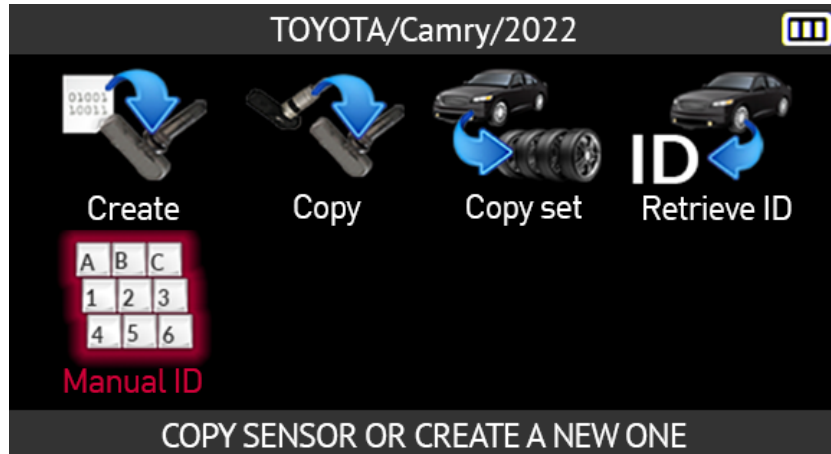 TOYOTA/Camry/2022
01001
10011
Create
Copy
Copy set
ID
Retrieve ID
A B C
1 2 3
4 5 6
Manual ID
COPY SENSOR OR CREATE A NEW ONE